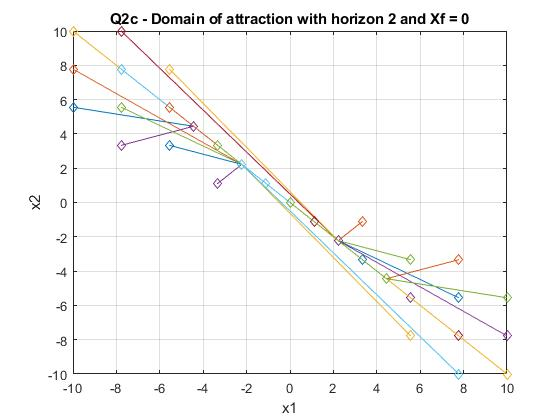 Q2c - Domain of attraction with horizon 2 and Xf = 0
10
8
6
4
2
0
-2
-4
-6
-8
-10
x2
-10 -8 -6 -4 -2 0 2 4 6 8 10
x1